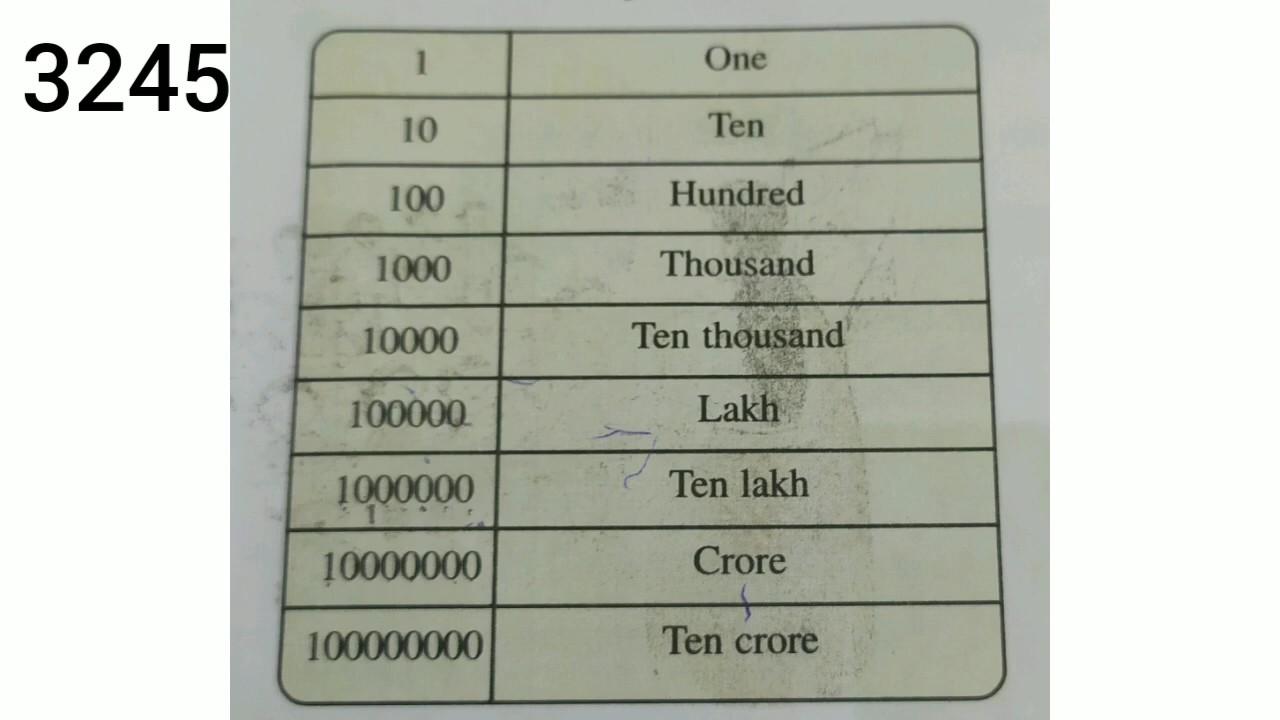 3245
1 One
10 Ten
100 Hundred
1000 Thousand
10000 Ten thousand
100000 Lakh
1000000 Ten lakh
10000000 Crore
100000000 Ten crore